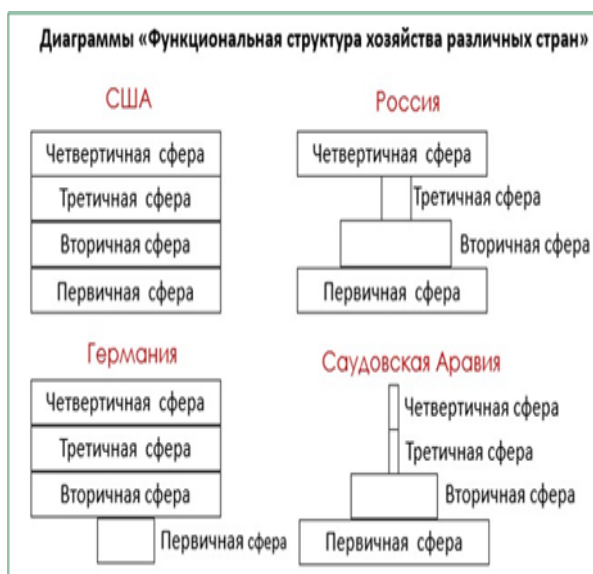 Диаграммы «Функциональная структура хозяйства различных стран»
США
Четвертичная сфера
Третичная сфера
Вторичная сфера
Первичная сфера
Россия
Четвертичная сфера
Третичная сфера
Вторичная сфера
Первичная сфера
Германия
Четвертичная сфера
Третичная сфера
Вторичная сфера
Первичная сфера
Саудовская Аравия
Четвертичная сфера
Третичная сфера
Вторичная сфера
Первичная сфера